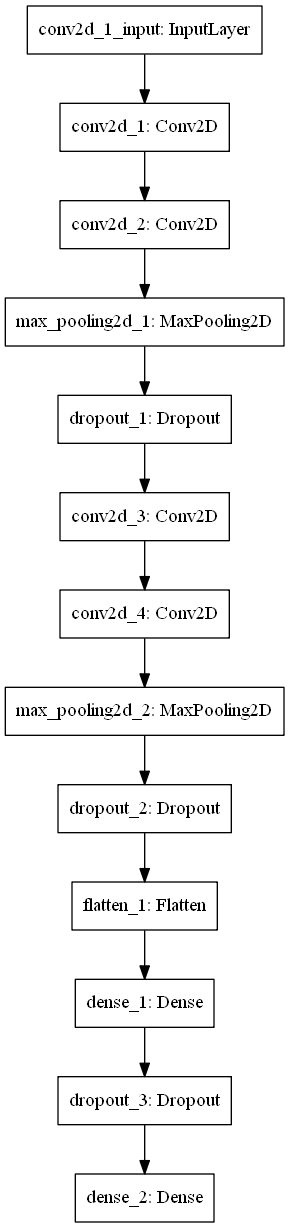 conv2d_1_input: InputLayer
conv2d_1: Conv2D
conv2d_2: Conv2D
max_pooling2d_1: MaxPooling2D
dropout_1: Dropout
conv2d_3: Conv2D
conv2d_4: Conv2D
max_pooling2d_2: MaxPooling2D
dropout_2: Dropout
flatten_1: Flatten
dense_1: Dense
dropout_3: Dropout
dense_2: Dense